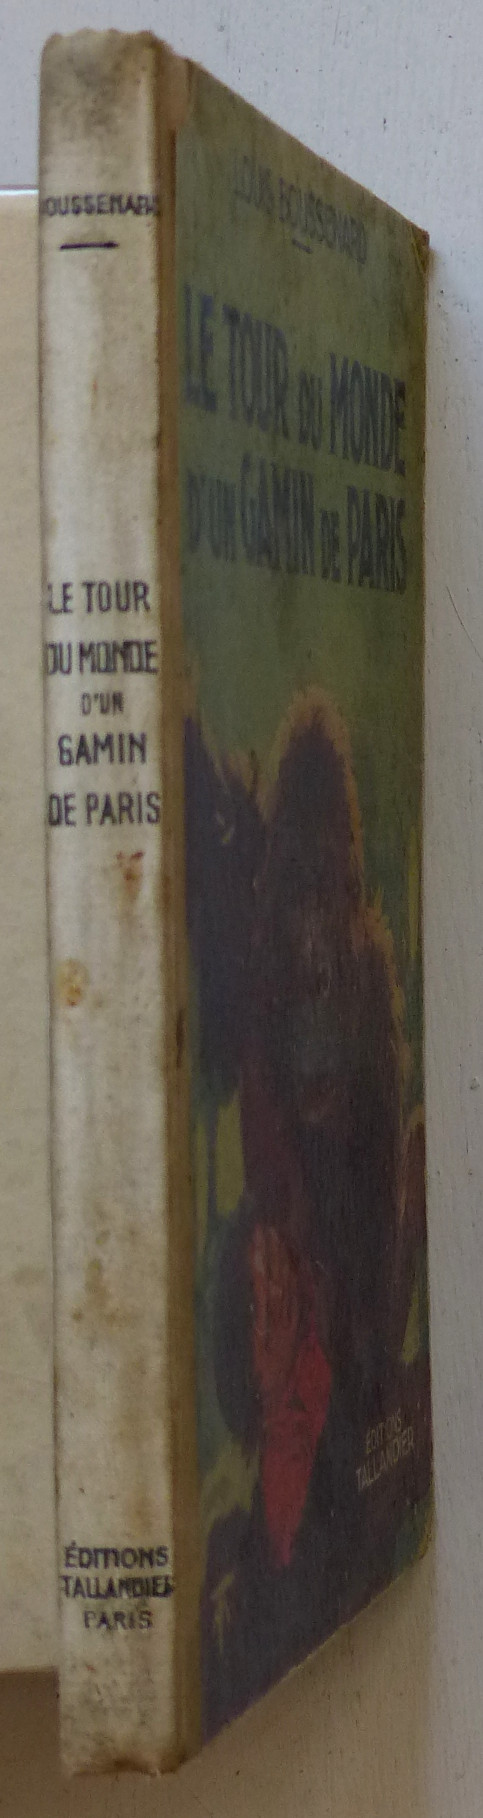 BOUSSENARD
LE TOUR
DU MONDE
D'UN
GAMIN
DE PARIS
ÉDITIONS
TALLANDIER
PARIS
LOUIS BOUSSENARD
LE TOUR DU MONDE
D'UN GAMIN DE PARIS
ÉDITIONS
TALLANDIER